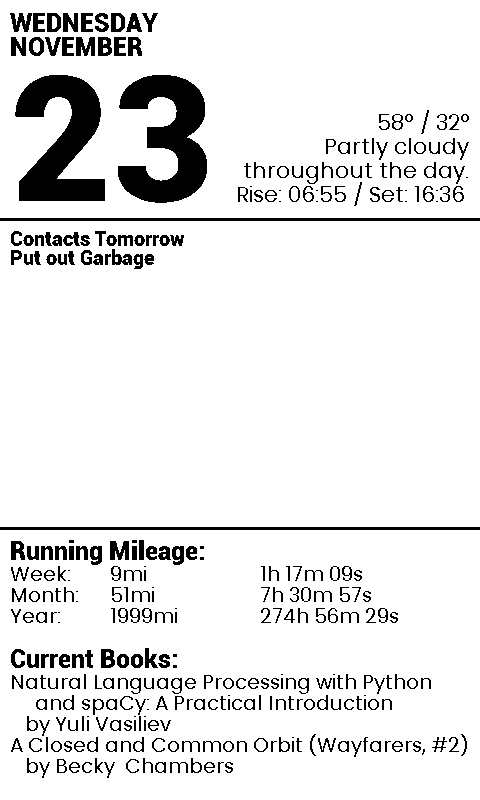 WEDNESDAY
NOVEMBER
23
58° / 32°
Partly cloudy
throughout the day.
Rise: 06:55 / Set: 16:36
Contacts Tomorrow
Put out Garbage
Running Mileage:
Week: 9mi 1h 17m 09s
Month: 51mi 7h 30m 57s
Year: 1999mi 274h 56m 29s
Current Books:
Natural Language Processing with Python
and spaCy: A Practical Introduction
by Yuli Vasiliev
A Closed and Common Orbit (Wayfarers, #2)
by Becky Chambers